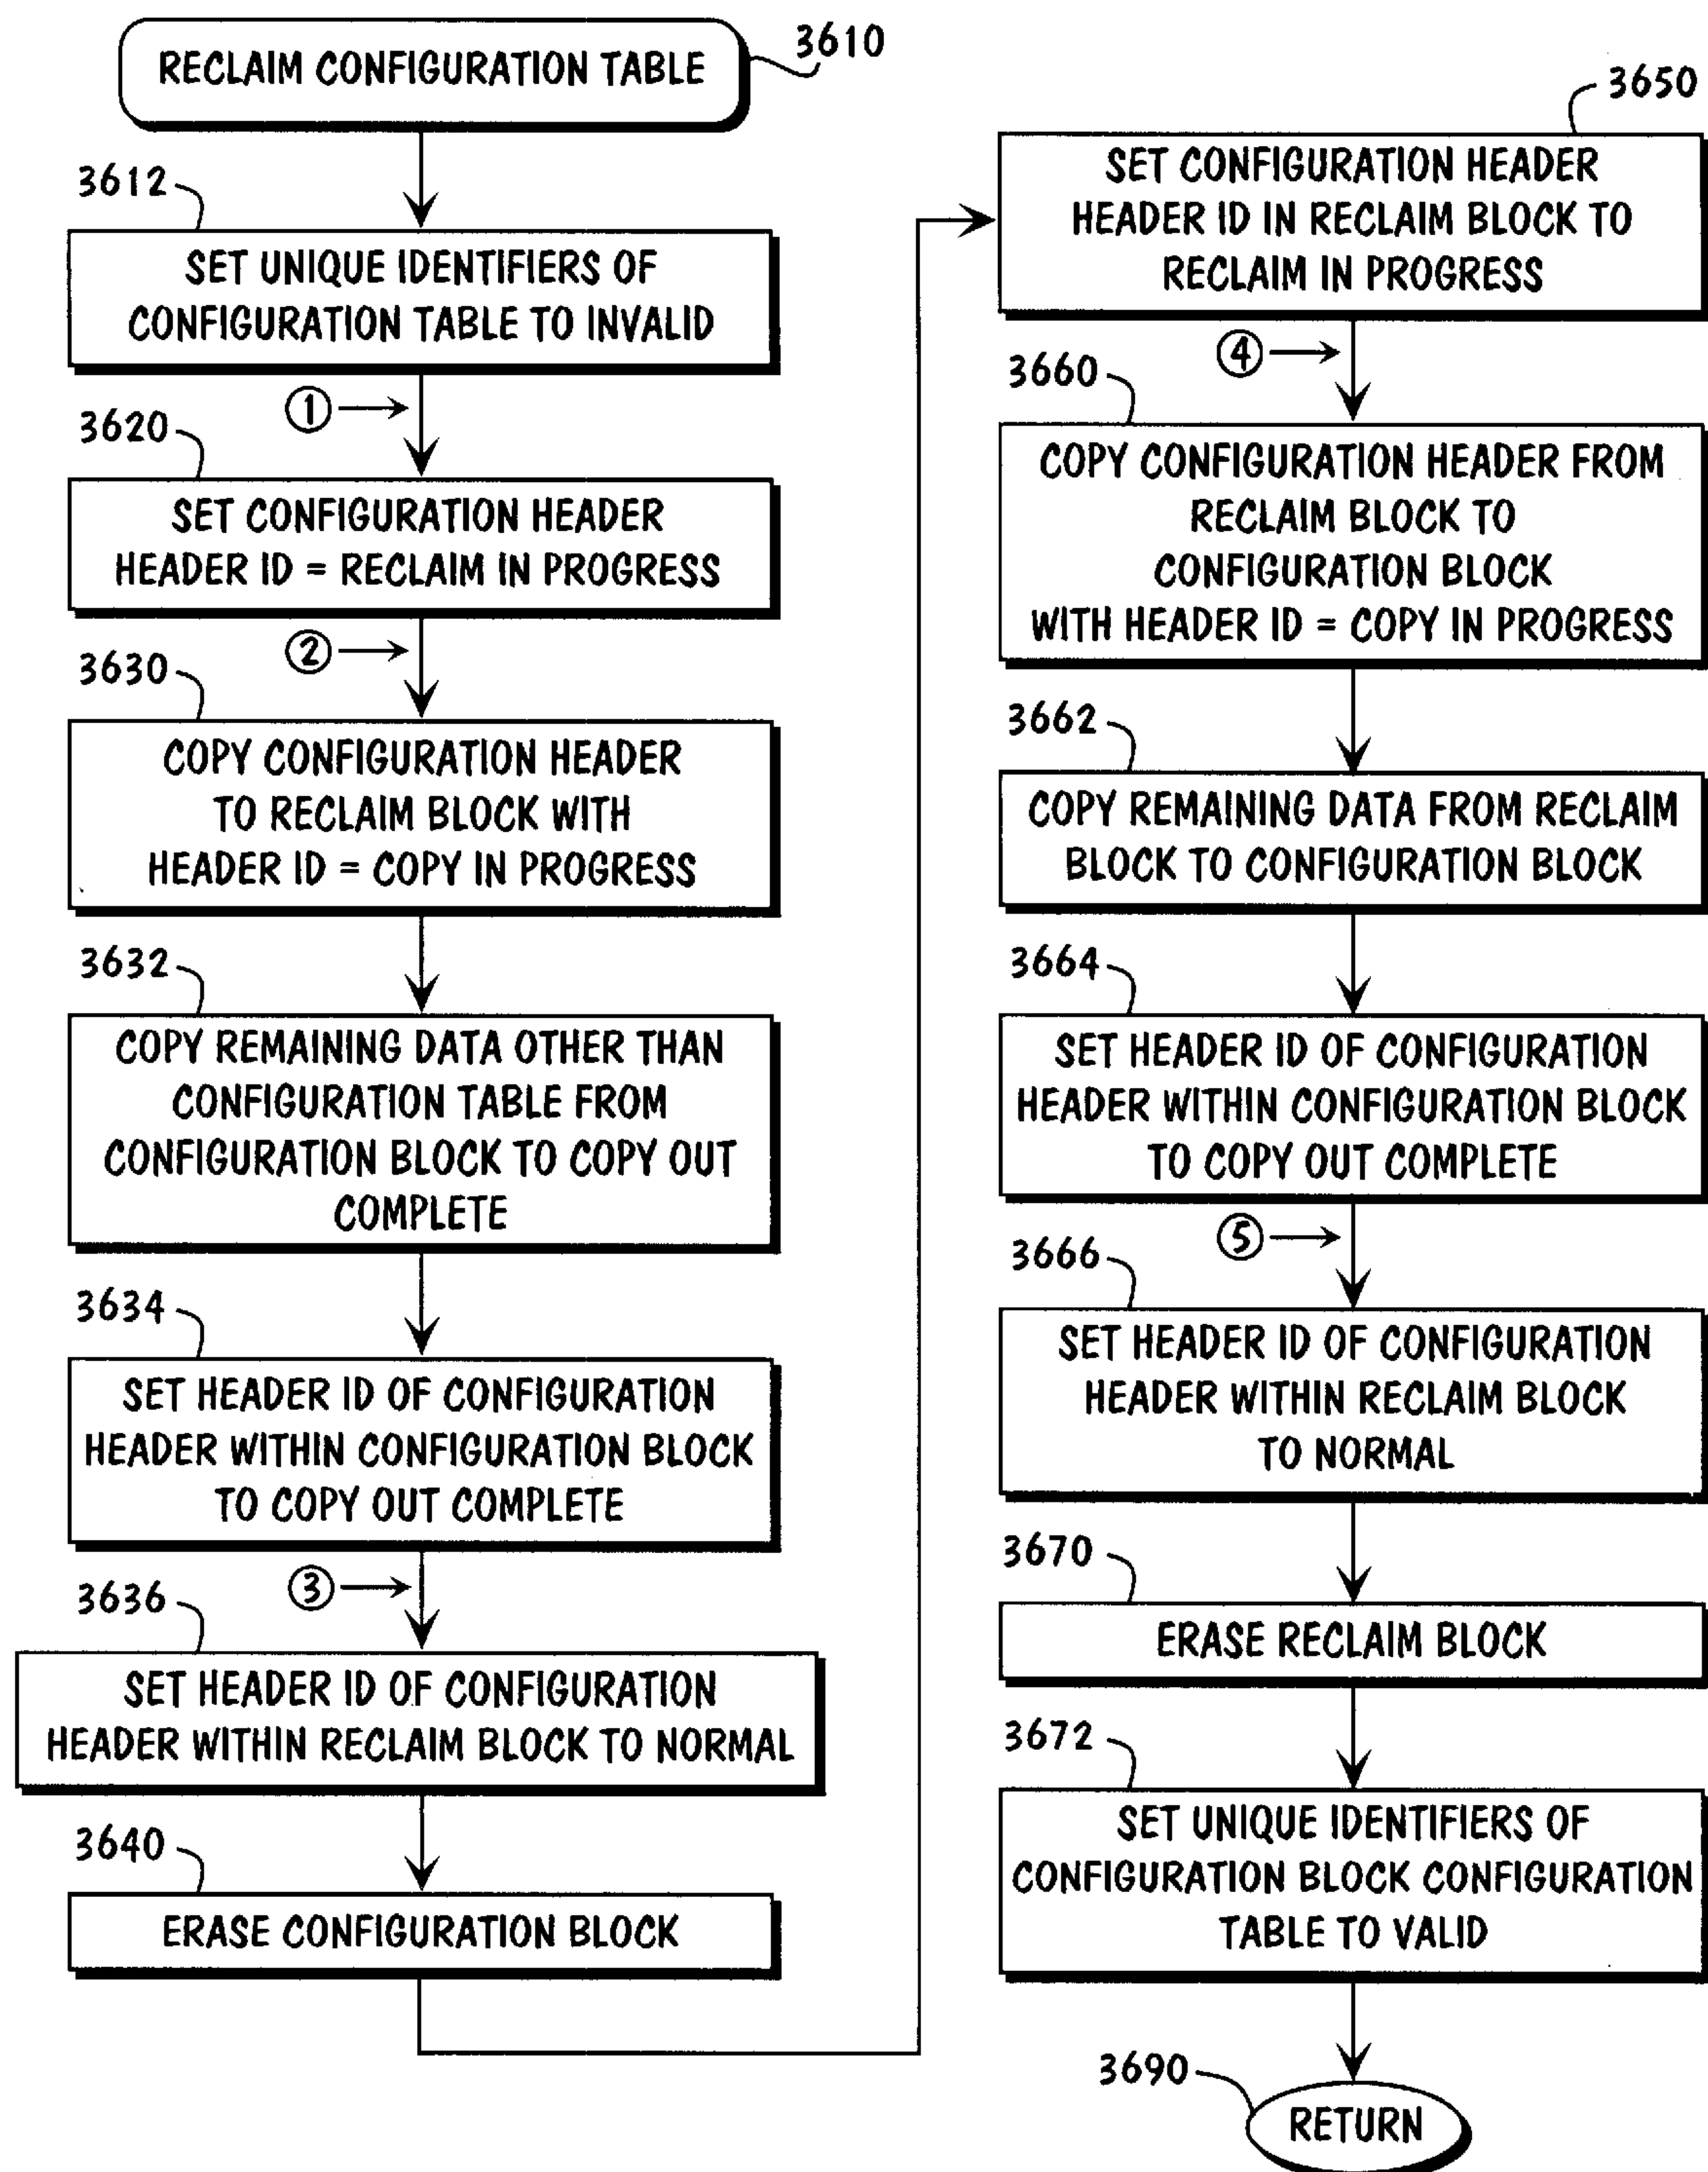 RECLAIM CONFIGURATION TABLE
3610
3612
SET UNIQUE IDENTIFIERS OF
CONFIGURATION TABLE TO INVALID
1
3620
SET CONFIGURATION HEADER
HEADER ID = RECLAIM IN PROGRESS
2
3630
COPY CONFIGURATION HEADER
TO RECLAIM BLOCK WITH
HEADER ID = COPY IN PROGRESS
3632
COPY REMAINING DATA OTHER THAN
CONFIGURATION TABLE FROM
CONFIGURATION BLOCK TO COPY OUT
COMPLETE
3634
SET HEADER ID OF CONFIGURATION
HEADER WITHIN CONFIGURATION BLOCK
TO COPY OUT COMPLETE
3
3636
SET HEADER ID OF CONFIGURATION
HEADER WITHIN RECLAIM BLOCK TO NORMAL
3640
ERASE CONFIGURATION BLOCK
3650
SET CONFIGURATION HEADER
HEADER ID IN RECLAIM BLOCK TO
RECLAIM IN PROGRESS
4
3660
COPY CONFIGURATION HEADER FROM
RECLAIM BLOCK TO
CONFIGURATION BLOCK
WITH HEADER ID = COPY IN PROGRESS
3662
COPY REMAINING DATA FROM RECLAIM
BLOCK TO CONFIGURATION BLOCK
3664
SET HEADER ID OF CONFIGURATION
HEADER WITHIN CONFIGURATION BLOCK
TO COPY OUT COMPLETE
5
3666
SET HEADER ID OF CONFIGURATION
HEADER WITHIN RECLAIM BLOCK
TO NORMAL
3670
ERASE RECLAIM BLOCK
3672
SET UNIQUE IDENTIFIERS OF
CONFIGURATION BLOCK CONFIGURATION
TABLE TO VALID
3690
RETURN